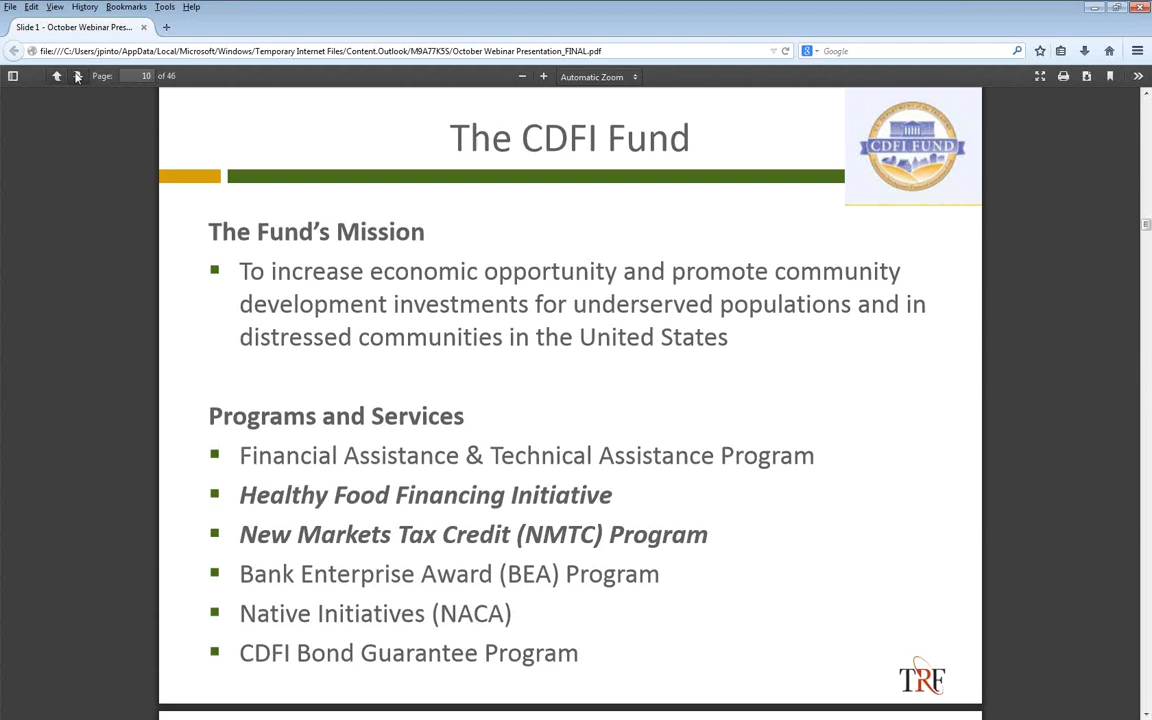 File Edit View History Bookmarks Tools Help
Slide 1 - October Webinar Pres...
file:///C:/Users/jpinto/AppData/Local/Microsoft/Windows/Temporary Internet Files/Content.Outlook/M9A77K5S/October Webinar Presentation_FINAL.pdf
Google
Page: 10 of 46
Automatic Zoom
The CDFI Fund
CDFI FUND
The Fund’s Mission
To increase economic opportunity and promote community
development investments for underserved populations and in
distressed communities in the United States
Programs and Services
Financial Assistance & Technical Assistance Program
Healthy Food Financing Initiative
New Markets Tax Credit (NMTC) Program
Bank Enterprise Award (BEA) Program
Native Initiatives (NACA)
CDFI Bond Guarantee Program
TRF